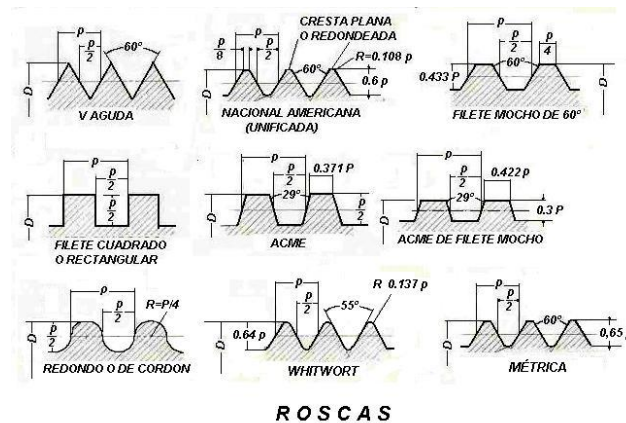 p
p
2
60°
D
V AGUDA
CRESTA PLANA
O REDONDEADA
p
p
8
p
2
R=0.108 p
60°
0.6 p
D
NACIONAL AMERICANA
(UNIFICADA)
p
p
2
p
4
60°
0.433 P
D
FILETE MOCHO DE 60°
p
p
2
p
2
D
FILETE CUADRADO
O RECTANGULAR
p
0.371 P
p
2
29°
p
2
D
ACME
p
0.422 p
p
2
29°
0.3 P
D
ACME DE FILETE MOCHO
p
R=P/4
p
2
p
2
D
REDONDO O DE CORDON
p
R 0.137 p
p
2
55°
0.64 p
D
WHITWORT
p
p
2
60°
0,65 p
D
MÉTRICA
ROSCAS